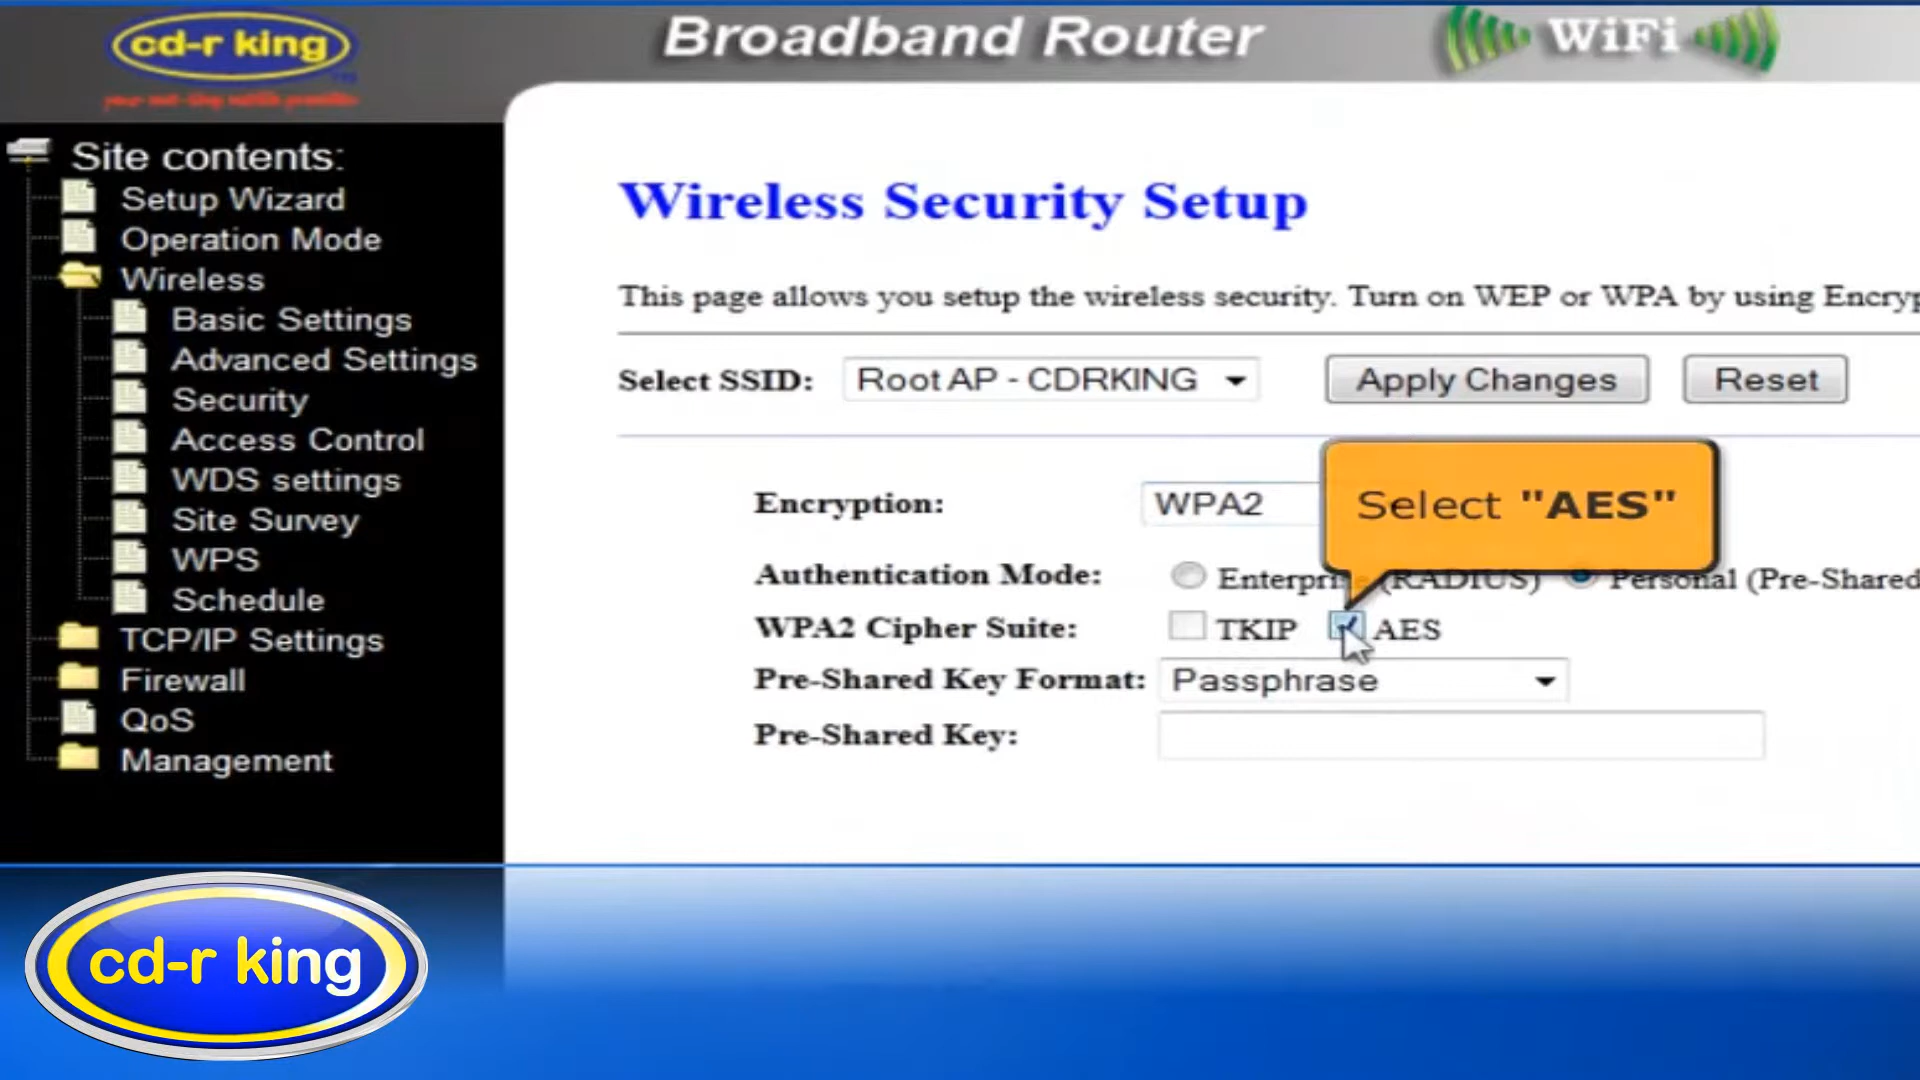 cd-r king
Broadband Router
WiFi
Site contents:
Setup Wizard
Operation Mode
Wireless
Basic Settings
Advanced Settings
Security
Access Control
WDS settings
Site Survey
WPS
Schedule
TCP/IP Settings
Firewall
QoS
Management
Wireless Security Setup
This page allows you setup the wireless security. Turn on WEP or WPA by using Encryp
Select SSID: Root AP - CDRKING Apply Changes Reset
Encryption: WPA2
Select "AES"
Authentication Mode: Enterprise (RADIUS) Personal (Pre-Shared
WPA2 Cipher Suite: TKIP AES
Pre-Shared Key Format: Passphrase
Pre-Shared Key:
cd-r king